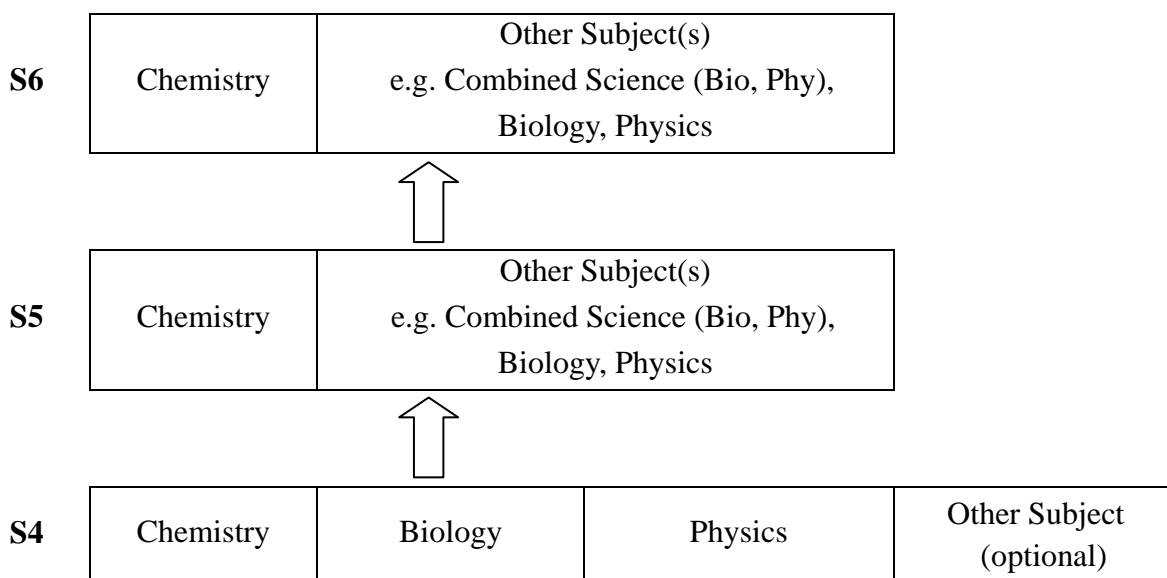 S6
Chemistry
Other Subject(s)
e.g. Combined Science (Bio, Phy),
Biology, Physics
S5
Chemistry
Other Subject(s)
e.g. Combined Science (Bio, Phy),
Biology, Physics
S4
Chemistry
Biology
Physics
Other Subject
(optional)